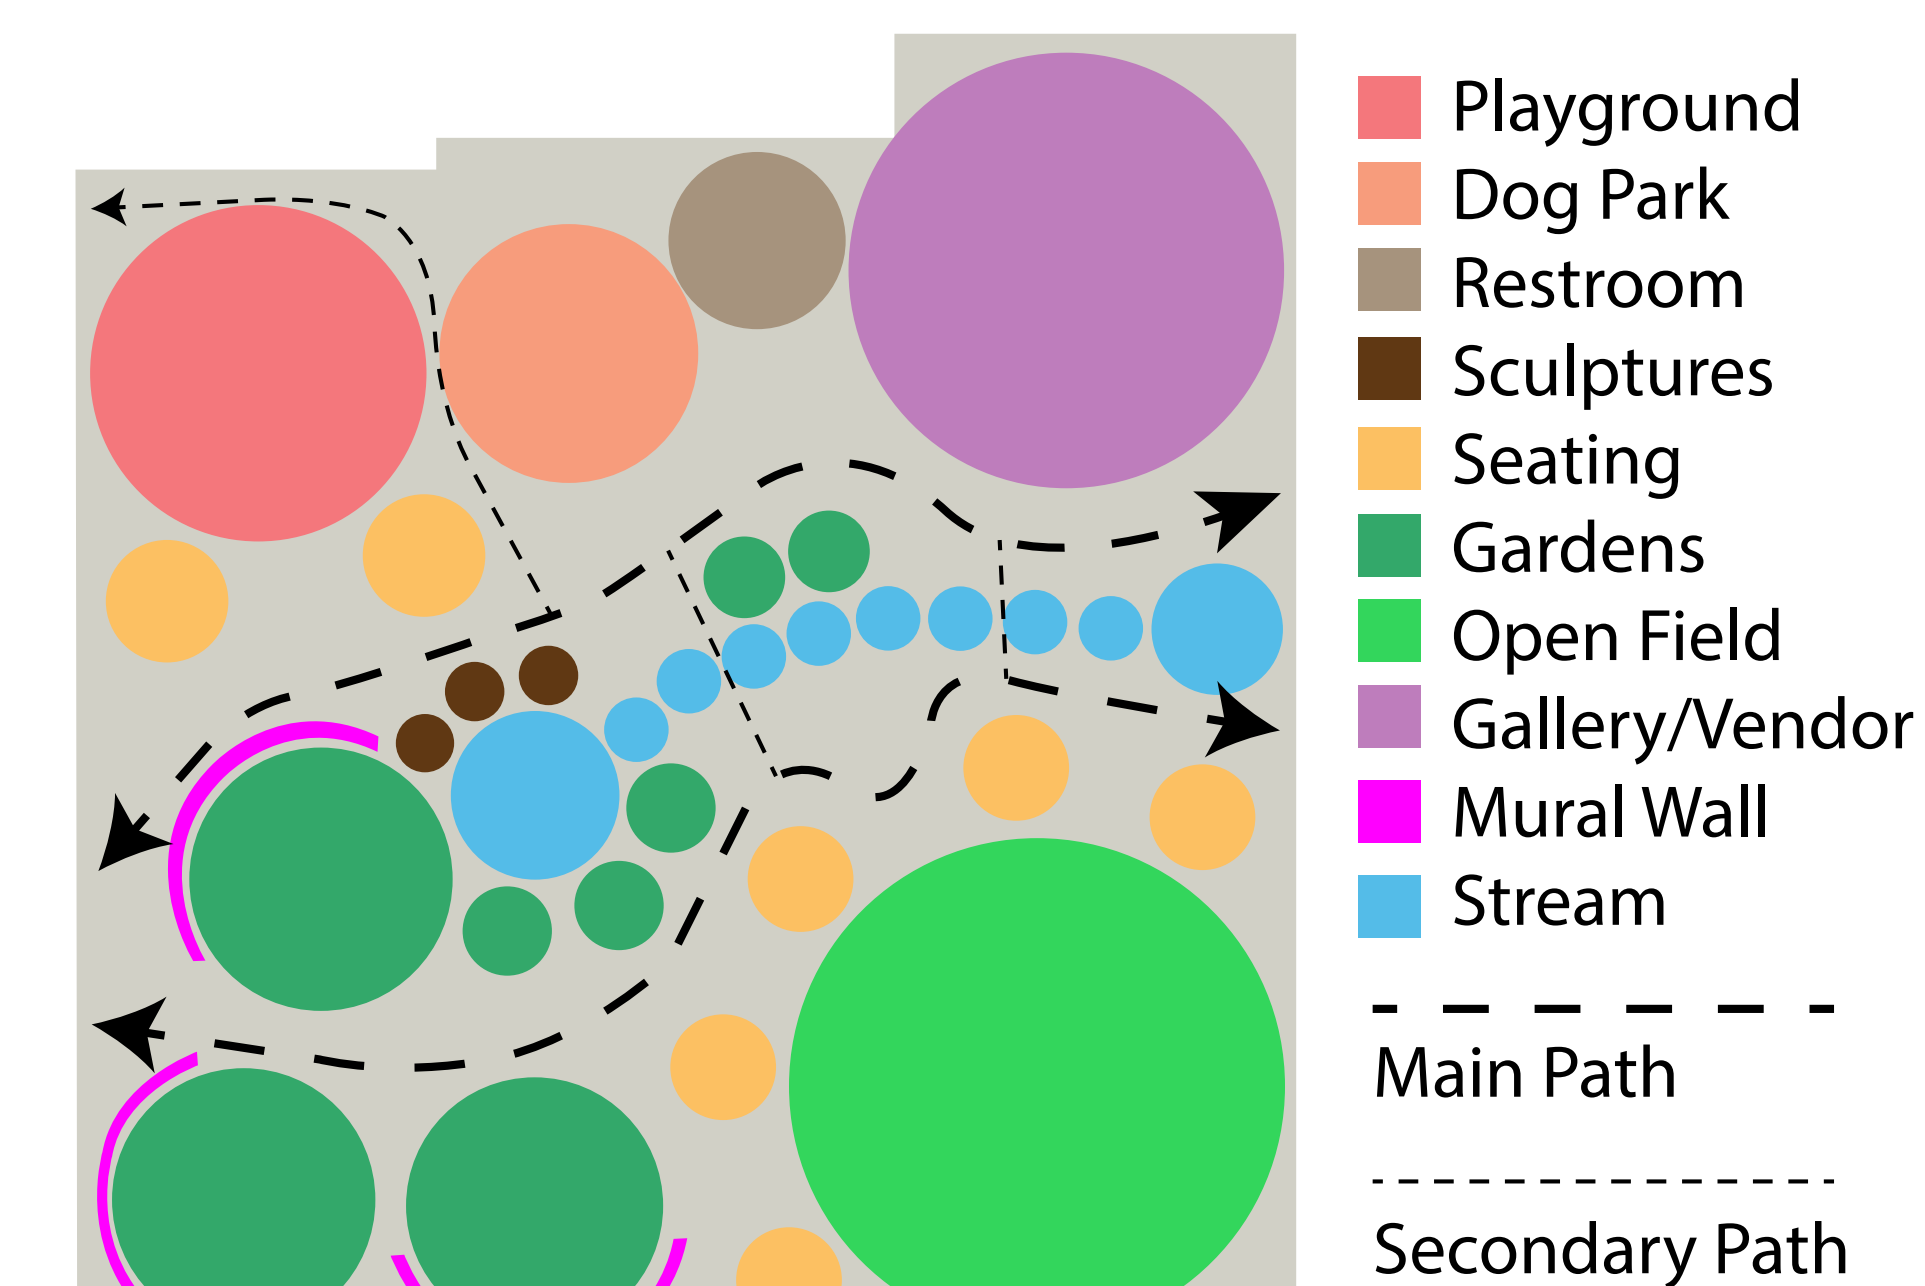 Playground
Dog Park
Restroom
Sculptures
Seating
Gardens
Open Field
Gallery/Vendor
Mural Wall
Stream
Main Path
Secondary Path